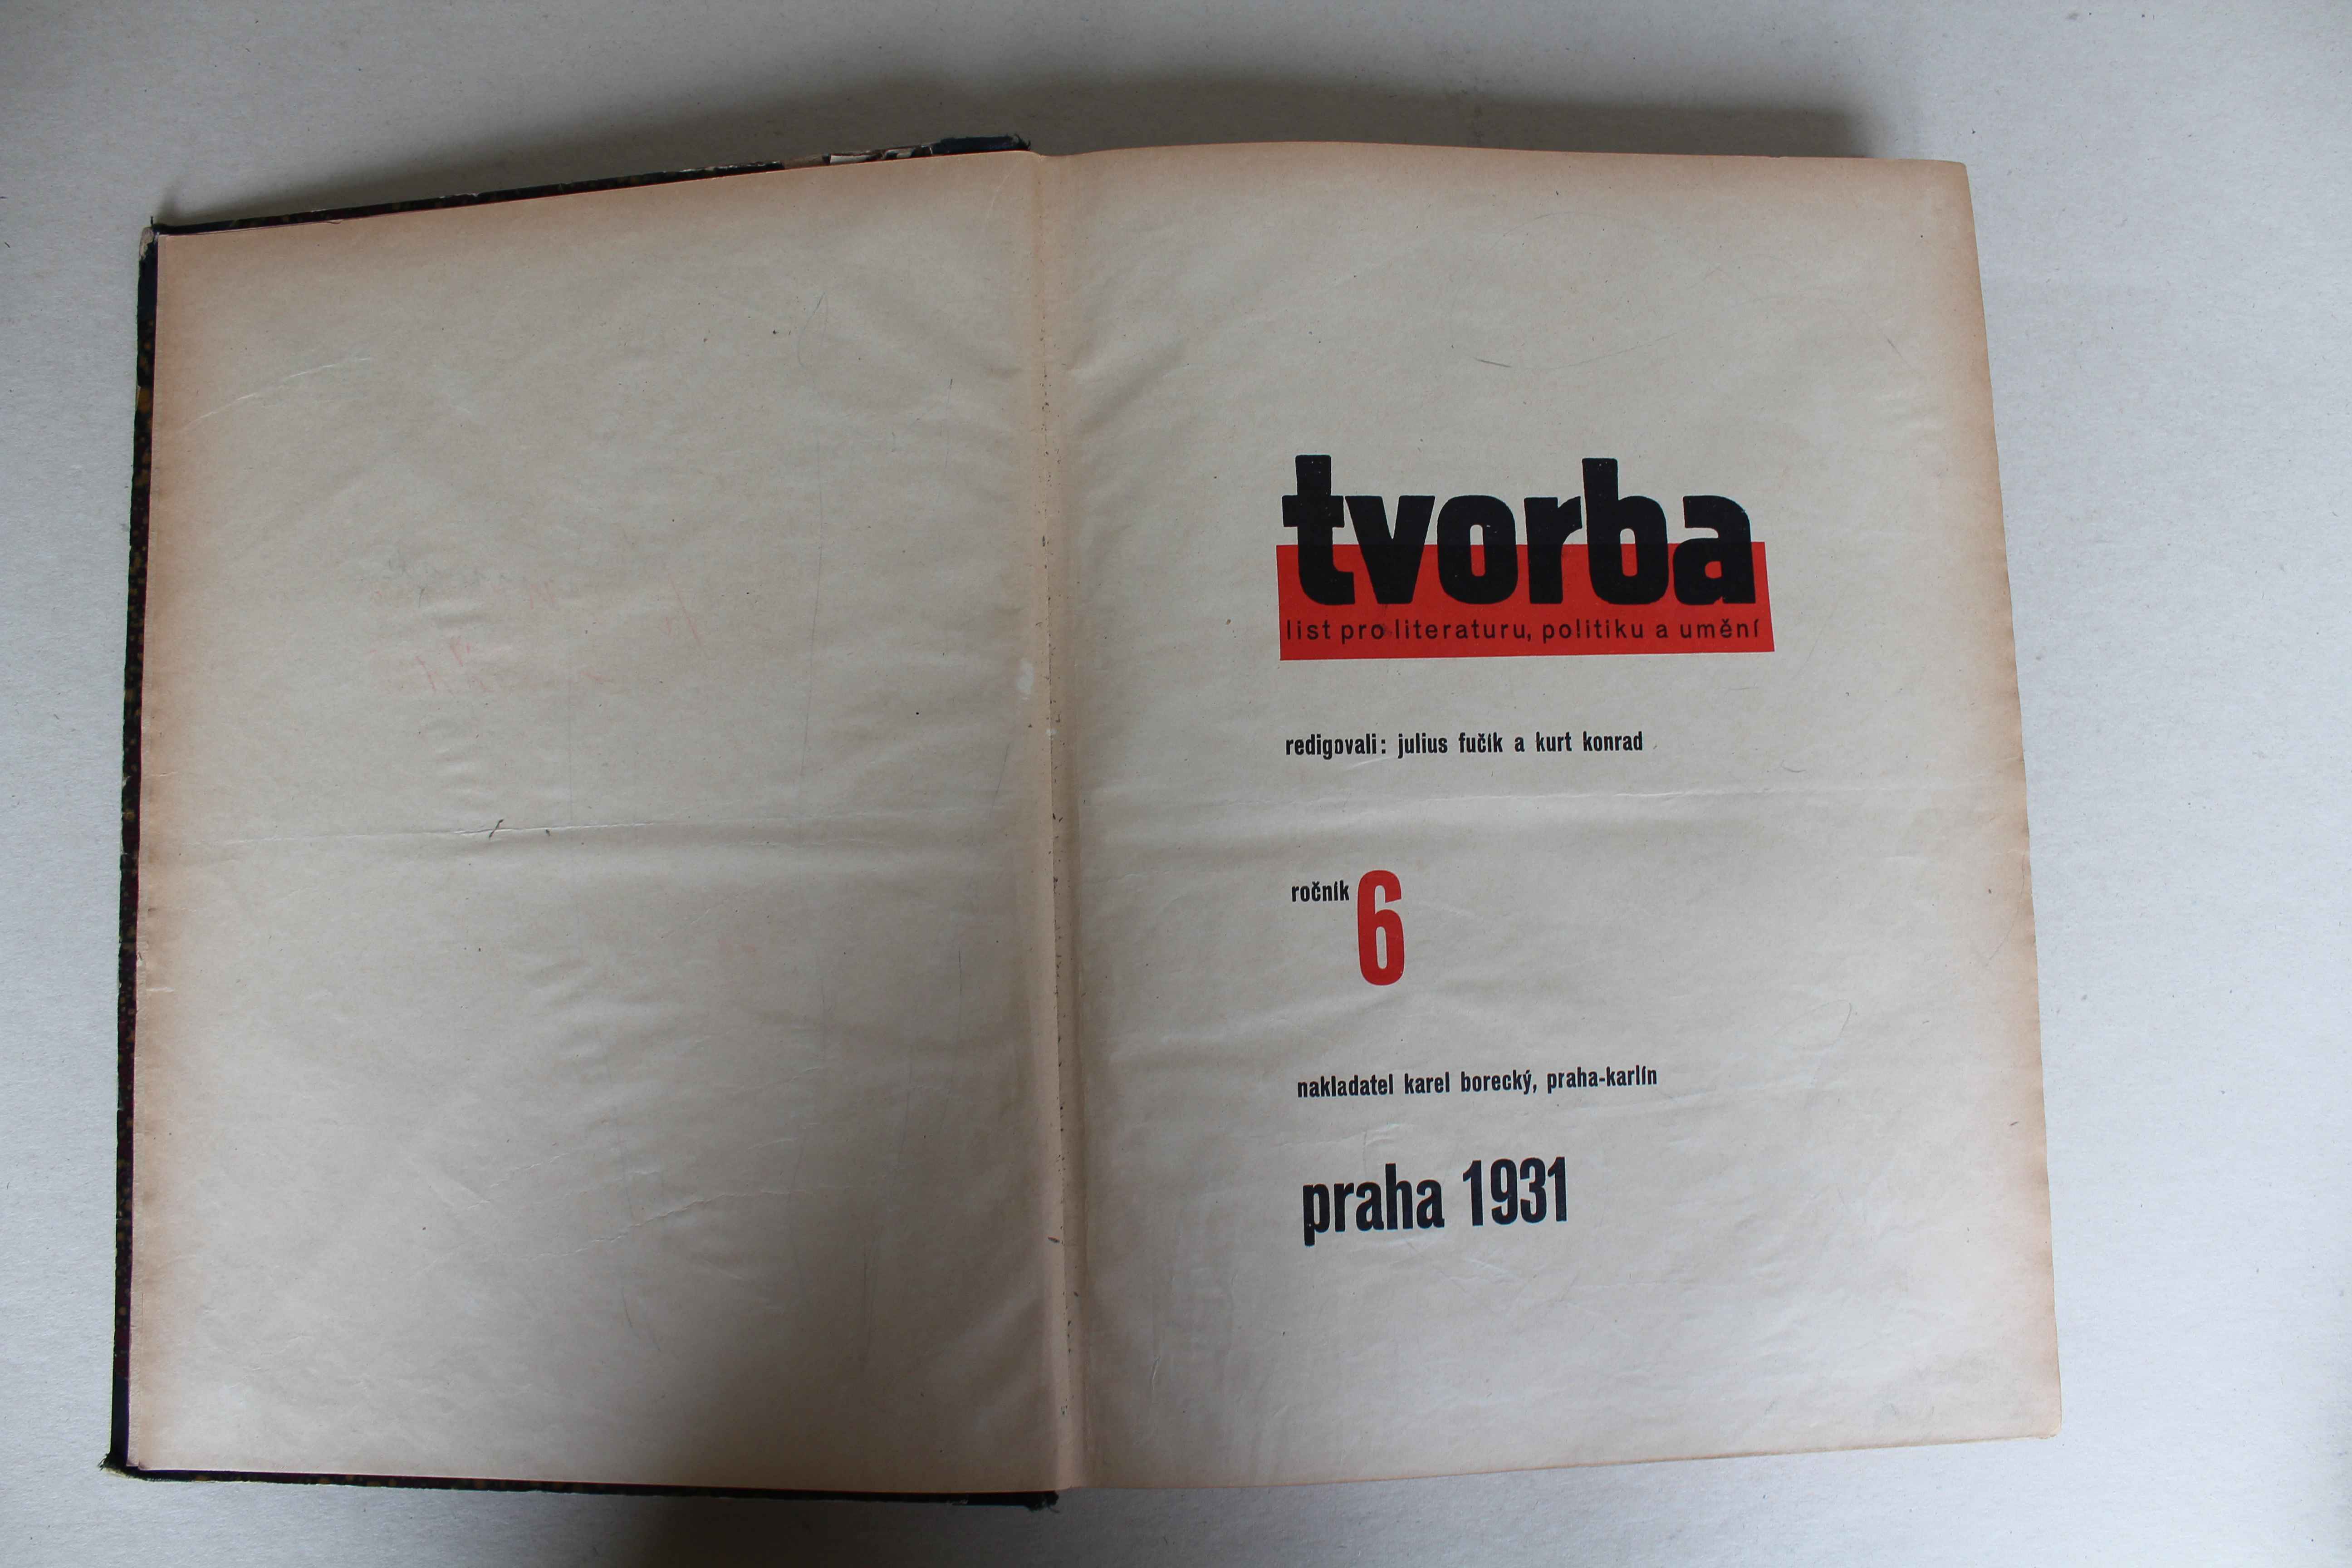 tvorba
list pro literaturu, politiku a umění
redigovali: julius fučík a kurt konrad
ročník 6
nakladatel karel borecký, praha-karlín
praha 1931